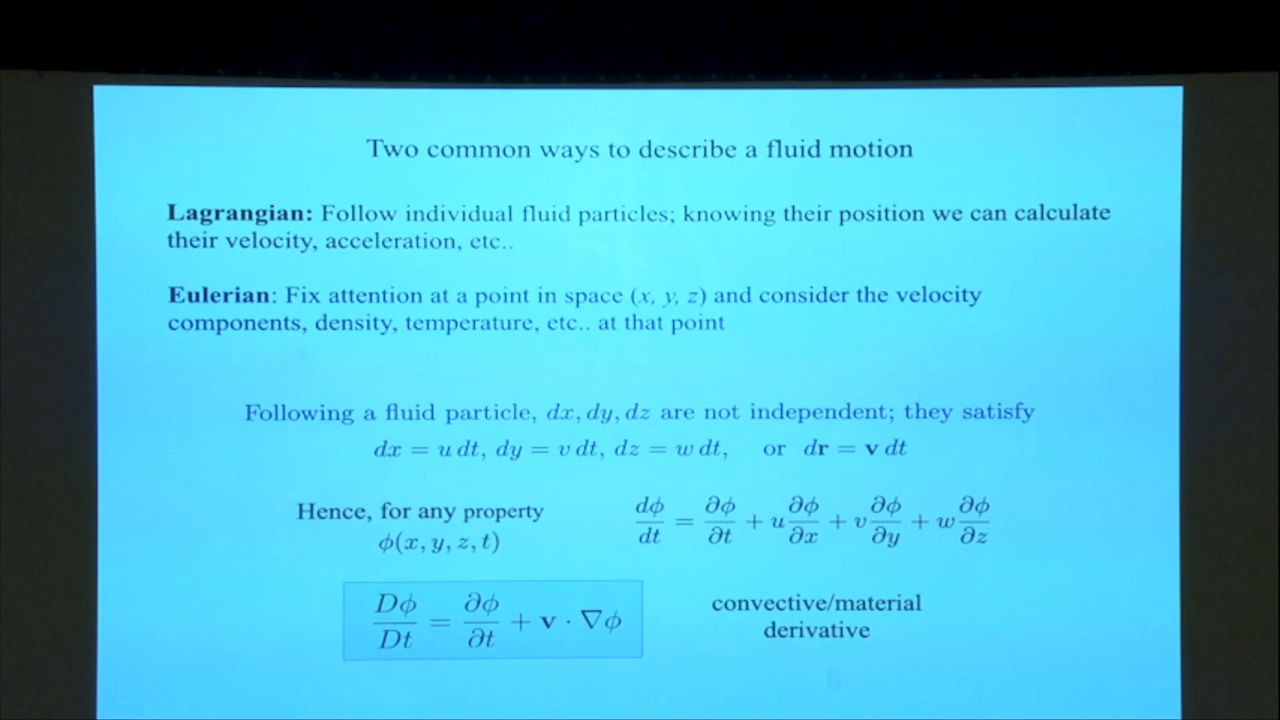 Two common ways to describe a fluid motion
Lagrangian: Follow individual fluid particles; knowing their position we can calculate
their velocity, acceleration, etc..
Eulerian: Fix attention at a point in space (x, y, z) and consider the velocity
components, density, temperature, etc.. at that point
Following a fluid particle, dx, dy, dz are not independent; they satisfy
dx = u dt, dy = v dt, dz = w dt, or dr = v dt
Hence, for any property
ϕ(x, y, z, t)
dϕ/dt = ∂ϕ/∂t + u ∂ϕ/∂x + v ∂ϕ/∂y + w ∂ϕ/∂z
Dϕ/Dt = ∂ϕ/∂t + v · ∇ϕ
convective/material
derivative